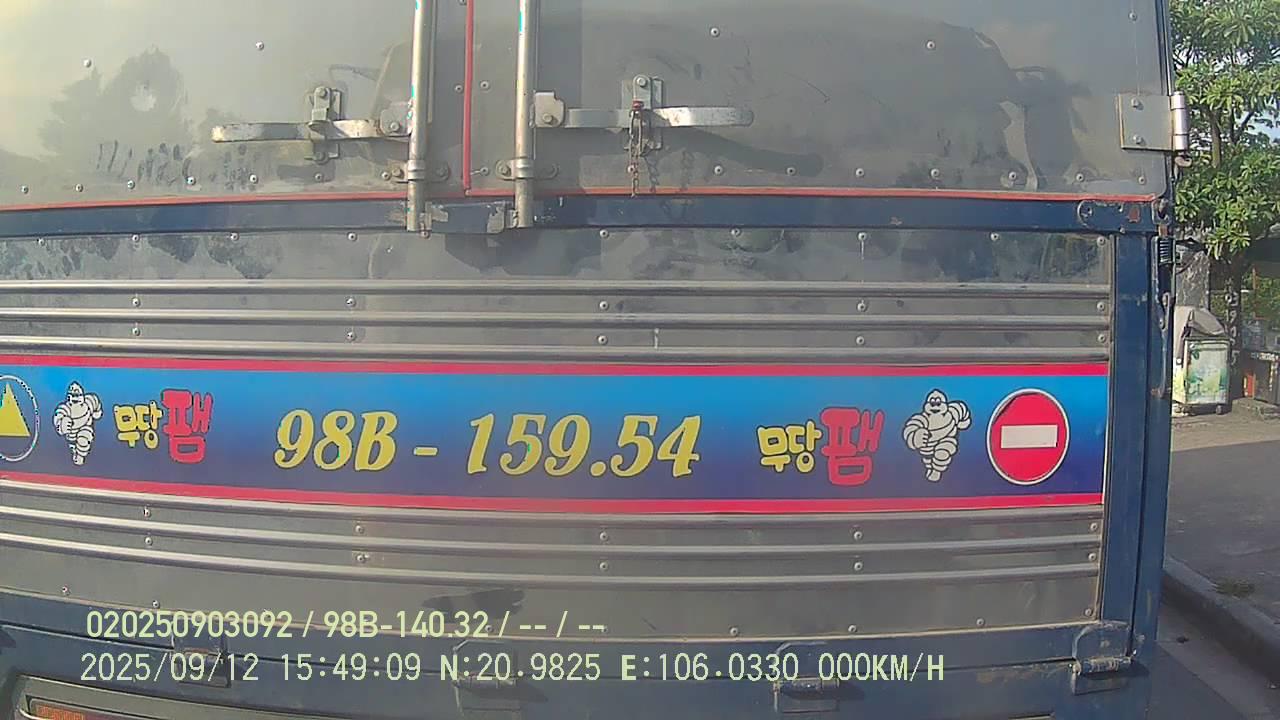 무당팸 98B - 159.54 무당팸
020250903092 / 98B-140.32 / -- / --
2025/09/12 15:49:09 N:20.9825 E:106.0330 000KM/H